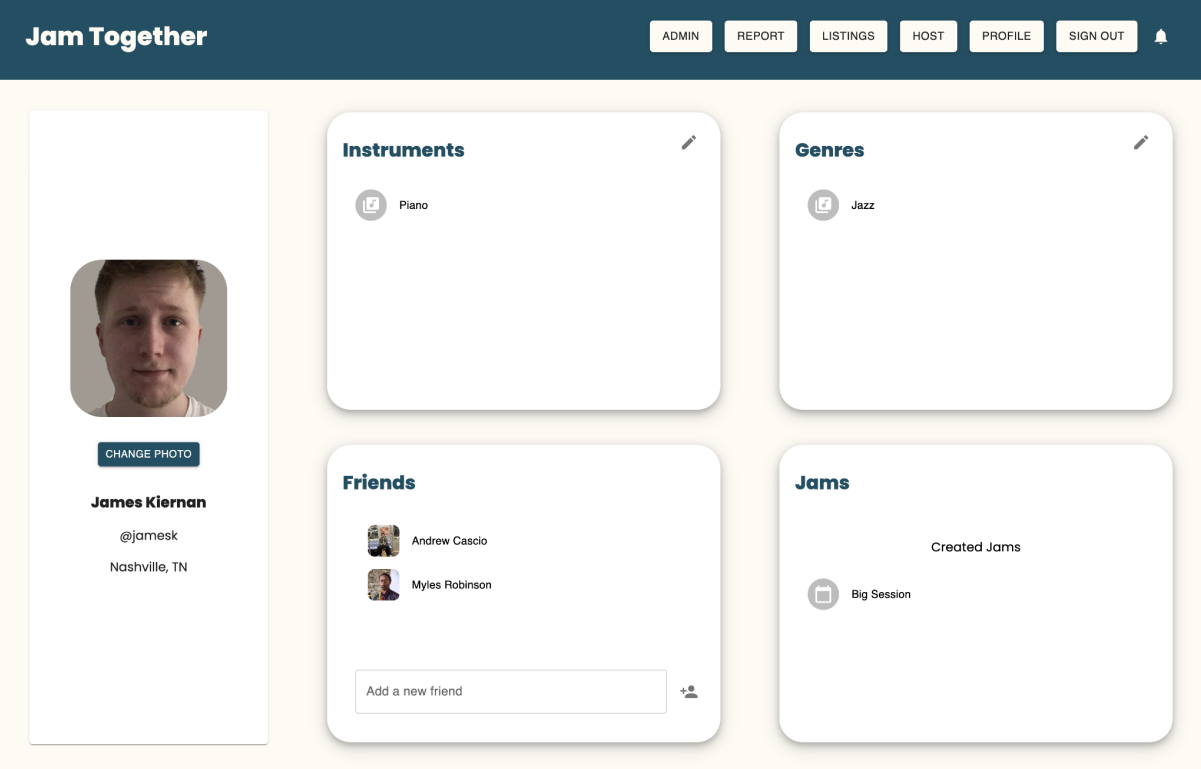 Jam Together
ADMIN
REPORT
LISTINGS
HOST
PROFILE
SIGN OUT
CHANGE PHOTO
James Kiernan
@jamesk
Nashville, TN
Instruments
Piano
Genres
Jazz
Friends
Andrew Cascio
Myles Robinson
Add a new friend
Jams
Created Jams
Big Session